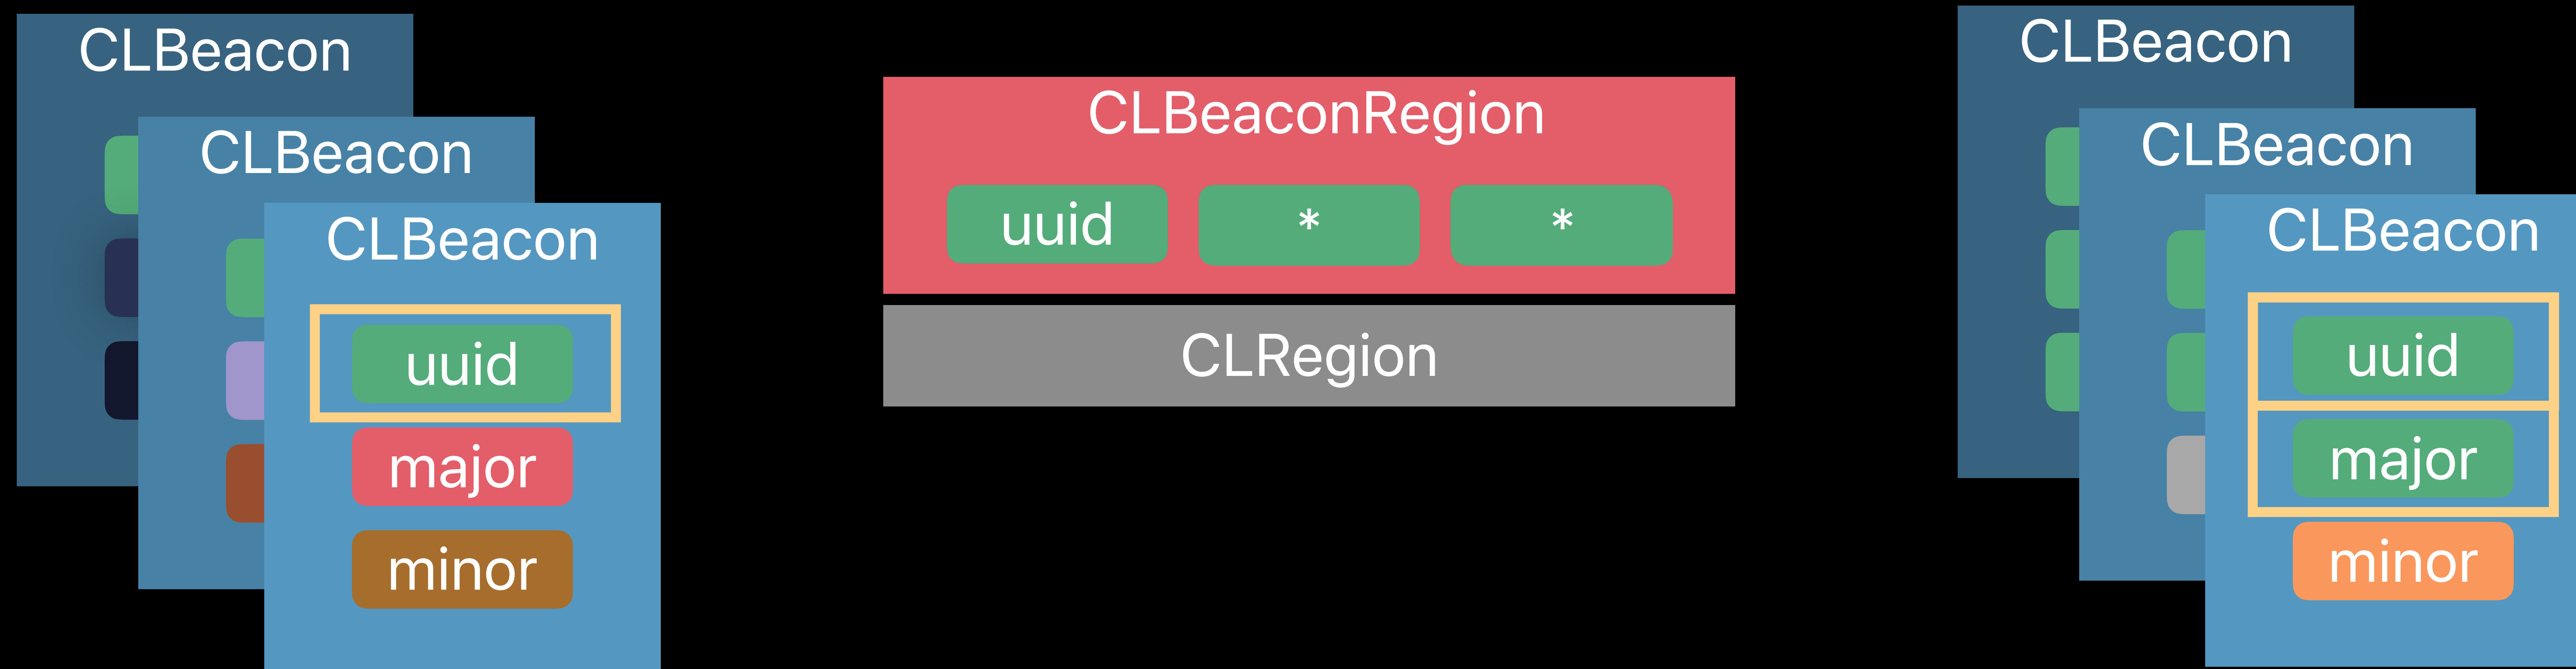 CLBeacon
CLBeacon
CLBeacon
uuid
major
minor
CLBeaconRegion
uuid * *
CLRegion
CLBeacon
CLBeacon
CLBeacon
uuid
major
minor